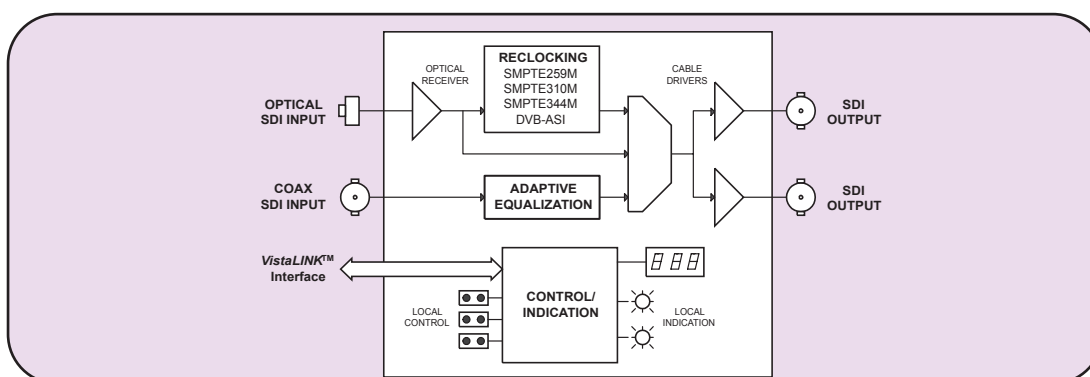 OPTICAL
RECEIVER
RECLOCKING
SMPTE259M
SMPTE310M
SMPTE344M
DVB-ASI
CABLE
DRIVERS
OPTICAL
SDI INPUT
SDI
OUTPUT
COAX
SDI INPUT
ADAPTIVE
EQUALIZATION
SDI
OUTPUT
VistaLINK™
Interface
CONTROL/
INDICATION
LOCAL
CONTROL
LOCAL
INDICATION